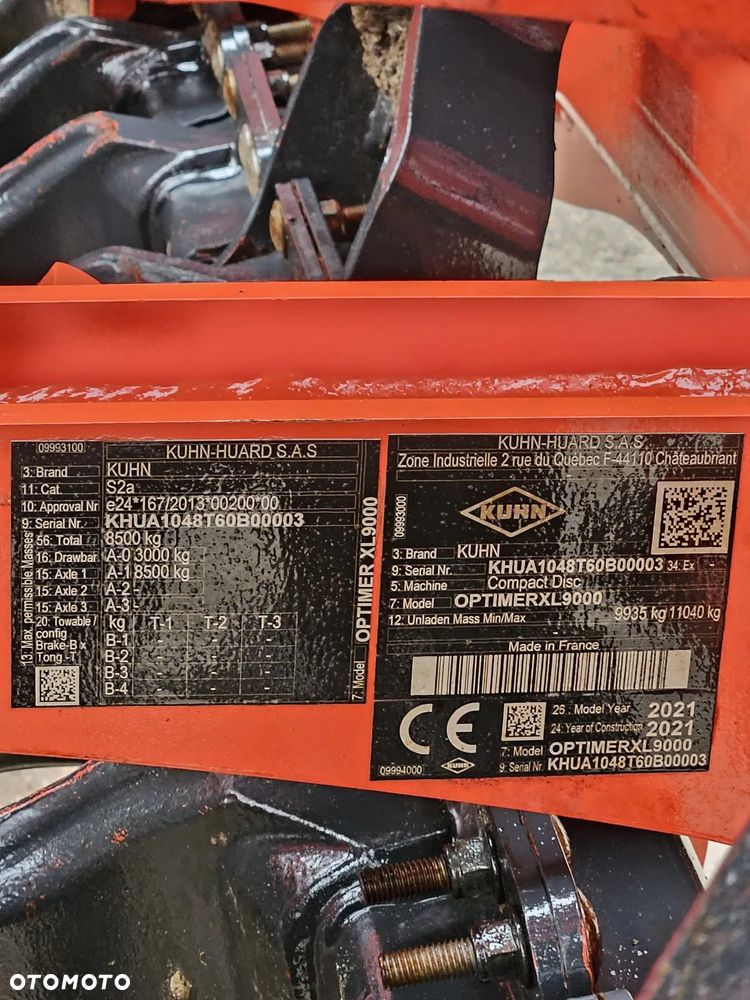 09993100
KUHN-HUARD S.A.S
3: Brand KUHN
11: Cat. S2a
10: Approval Nr e24*167/2013*00200*00
9: Serial Nr. KHUA1048T60B00003
13: Max. permissible Masses
56: Total 8500 kg
16: Drawbar A-0 3000 kg
15: Axle 1 A-1 8500 kg
15: Axle 2 A-2 -
15: Axle 3 A-3 -
20: Towable / config kg T-1 T-2 T-3
Brake-B x B-1 - - -
Tong.-T B-2 - - -
B-3 - - -
B-4 - - -
7: Model OPTIMER XL9000
KUHN-HUARD S.A.S
Zone Industrielle 2 rue du Québec F-44110 Châteaubriant
09993000
KUHN
3: Brand KUHN
9: Serial Nr. KHUA1048T60B00003 34: Ex -
5: Machine Compact Disc
7: Model OPTIMERXL9000
12: Unladen Mass Min/Max 9935 kg 11040 kg
Made in France
CE
26: Model Year 2021
24: Year of Construction 2021
7: Model OPTIMERXL9000
9: Serial Nr. KHUA1048T60B00003
09994000 KUHN
OTOMOTO